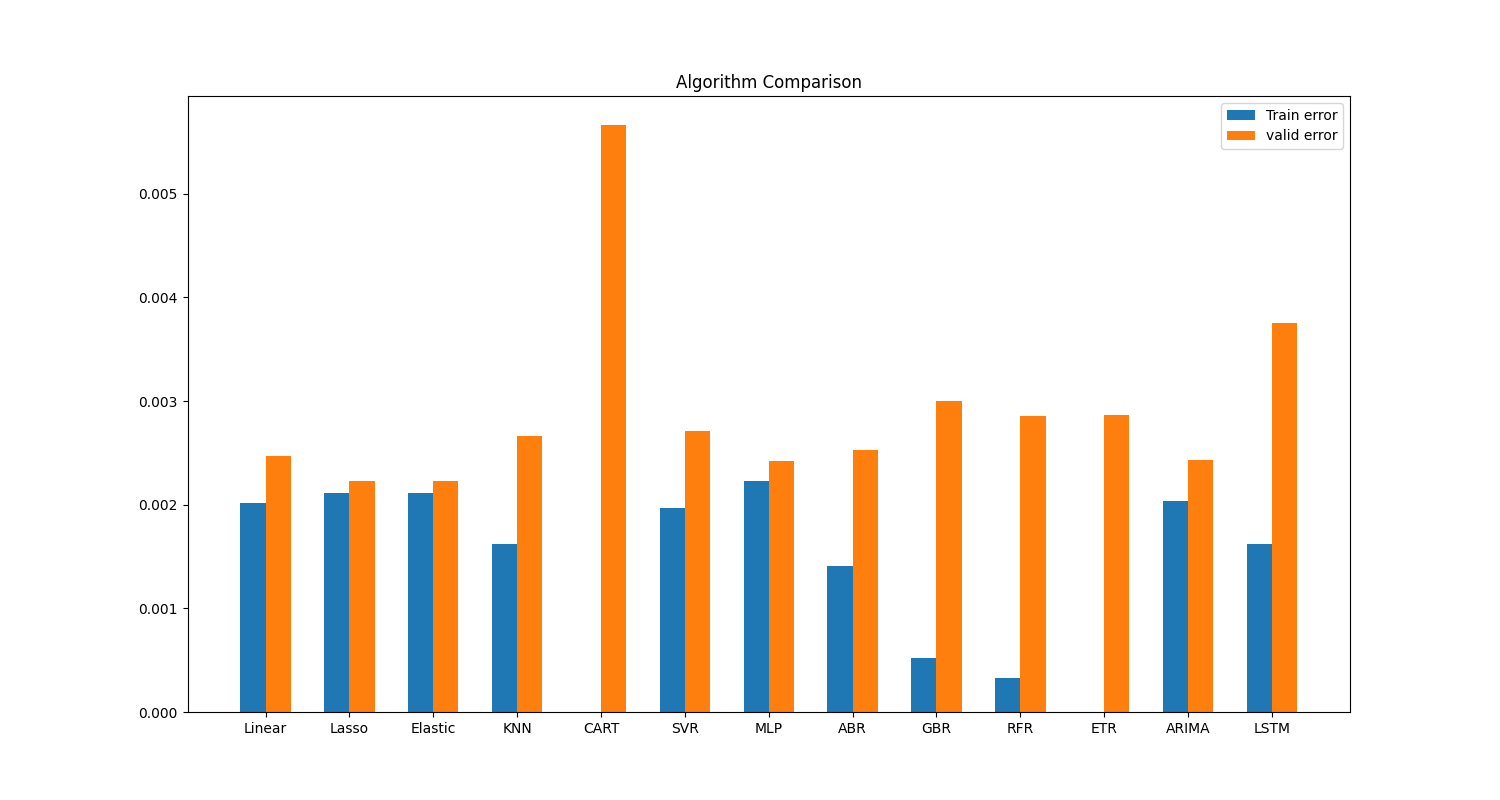 Algorithm Comparison
Train error
valid error
0.005
0.004
0.003
0.002
0.001
0.000
Linear Lasso Elastic KNN CART SVR MLP ABR GBR RFR ETR ARIMA LSTM